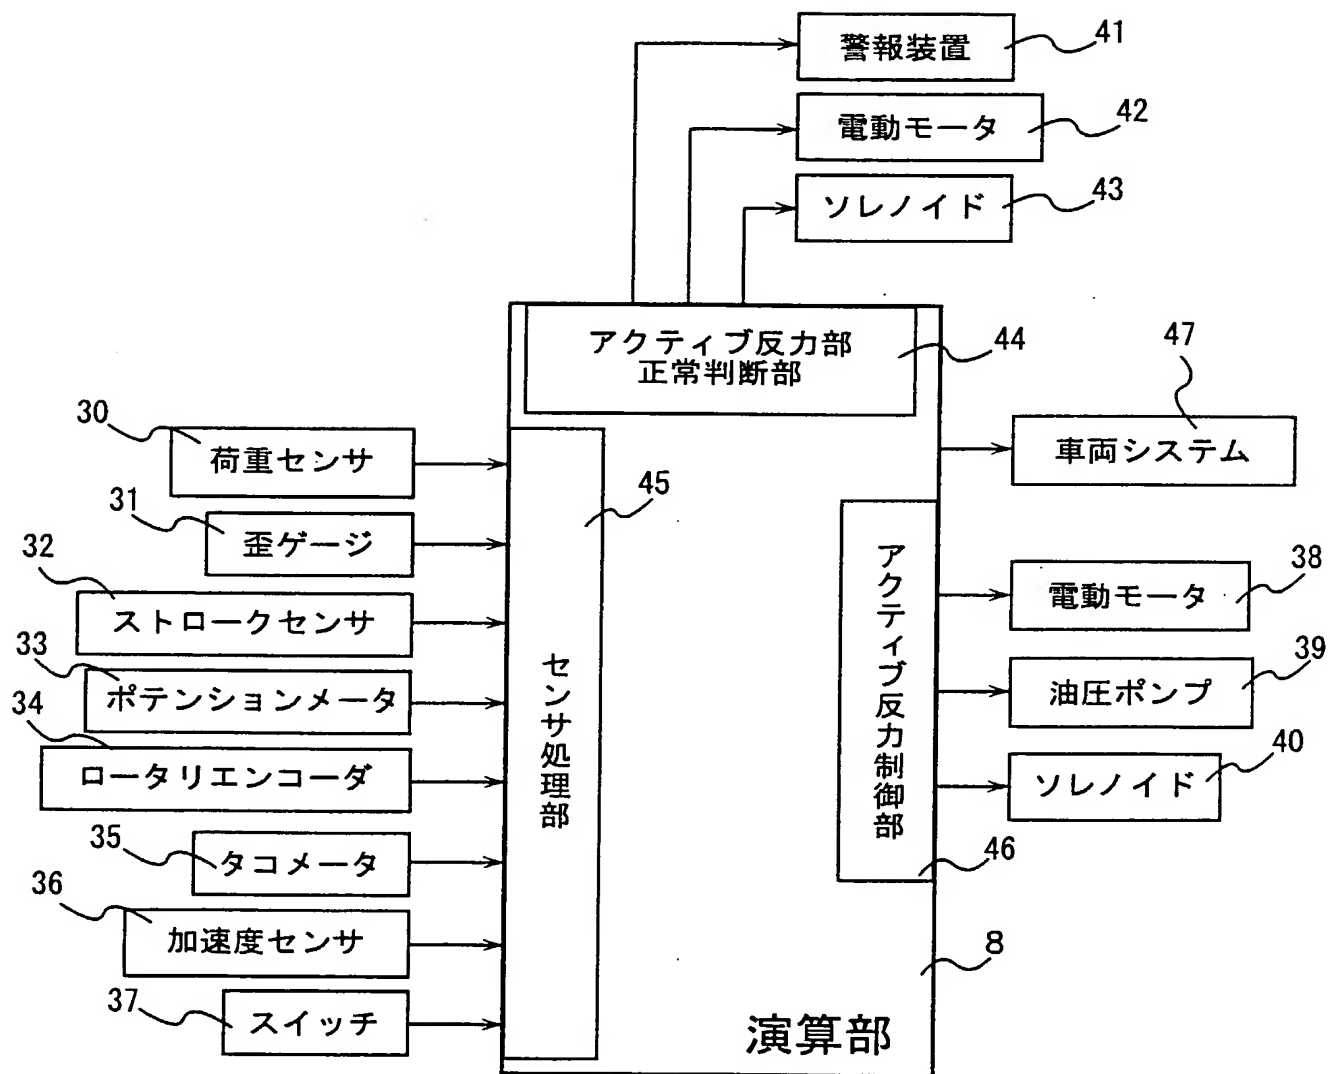 警報装置
41
電動モータ
42
ソレノイド
43
アクティブ反力部
正常判断部
44
47
車両システム
30
荷重センサ
31
歪ゲージ
32
ストロークセンサ
33
ポテンションメータ
34
ロータリエンコーダ
35
タコメータ
36
加速度センサ
37
スイッチ
45
センサ処理部
アクティブ反力制御部
46
38
電動モータ
39
油圧ポンプ
40
ソレノイド
8
演算部